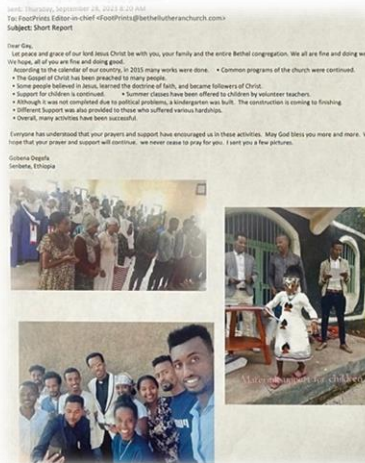 Sent: Thursday, September 28, 2023 8:20 AM
To: FootPrints Editor-in-chief <FootPrints@bethellutheranchurch.com>
Subject: Short Report
Dear Gay,
Let peace and grace of our lord Jesus Christ be with you, your family and the entire Bethel congregation. We all are fine and doing
We hope, all of you are fine and doing good.
According to the calendar of our country, in 2015 many works were done. • Common programs of the church were continued.
• The Gospel of Christ has been preached to many people.
• Some people believed in Jesus, learned the doctrine of faith, and became followers of Christ.
• Support for children is continued. • Summer classes have been offered to children by volunteer teachers.
• Although it was not completed due to political problems, a kindergarten was built. The construction is coming to finishing.
• Different Support was also provided to those who suffered various hardships.
• Overall, many activities have been successful.
Everyone has understood that your prayers and support have encouraged us in these activities. May God bless you more and more.
hope that your prayer and support will continue. we never cease to pray for you. I sent you a few pictures.
Gobena Degefa
Senbete, Ethiopia
Material support for children